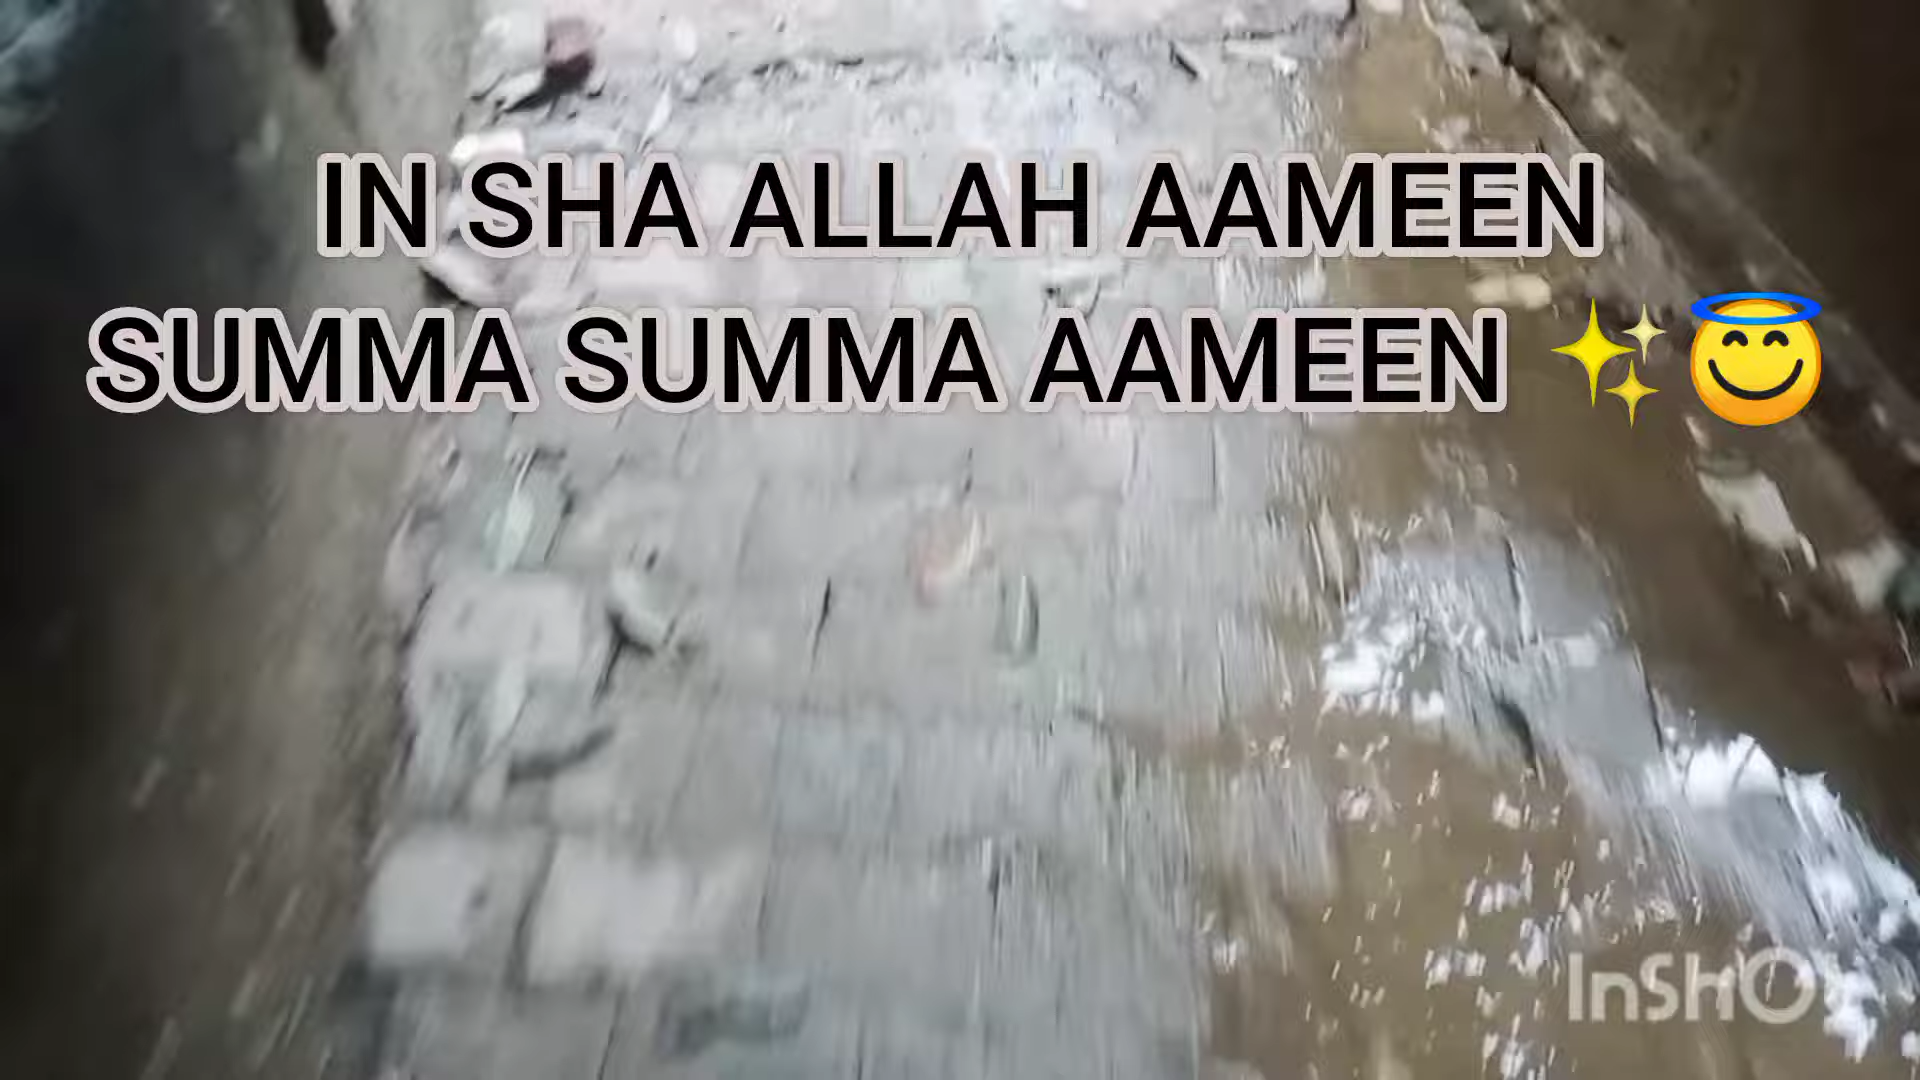 IN SHA ALLAH AAMEEN
SUMMA SUMMA AAMEEN ✨😇
InShO